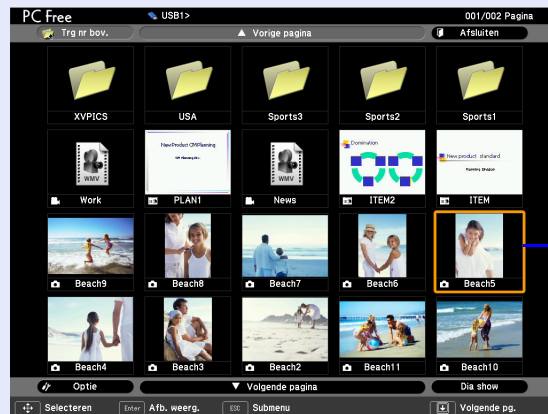 PC Free USB1> 001/002 Pagina
Trg nr bov. Vorige pagina Afsluiten
XVPICS USA Sports3 Sports2 Sports1
New Product CMPlanning
Domination
New product standard
Planning Division
WMV WMV
Work PLAN1 News ITEM2 ITEM
Beach9 Beach8 Beach7 Beach6 Beach5
Beach4 Beach3 Beach2 Beach11 Beach10
Optie Volgende pagina Dia show
Selecteren Enter Afb. weerg. ESC Submenu Volgende pg.